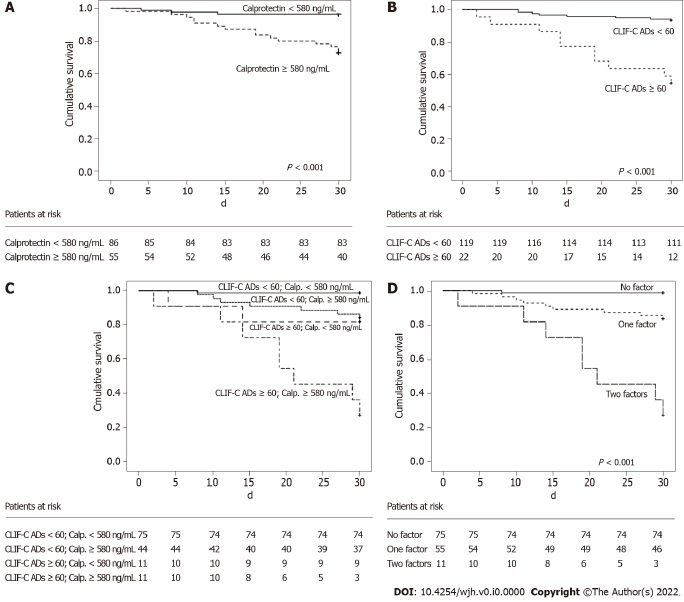 A
1.0
0.8
0.6
0.4
0.2
0.0
Cumulative survival
Calprotectin < 580 ng/mL
Calprotectin ≥ 580 ng/mL
P < 0.001
0 5 10 15 20 25 30
d
Patients at risk
Calprotectin < 580 ng/mL 86 85 84 83 83 83 83
Calprotectin ≥ 580 ng/mL 55 54 52 48 46 44 40
B
1.0
0.8
0.6
0.4
0.2
0.0
Cumulative survival
CLIF-C ADs < 60
CLIF-C ADs ≥ 60
P < 0.001
0 5 10 15 20 25 30
d
Patients at risk
CLIF-C ADs < 60 119 119 116 114 114 113 111
CLIF-C ADs ≥ 60 22 20 20 17 15 14 12
C
1.0
0.8
0.6
0.4
0.2
0.0
Cmulative survival
CLIF-C ADs < 60; Calp. < 580 ng/mL
CLIF-C ADs < 60; Calp. ≥ 580 ng/mL
CLIF-C ADs ≥ 60; Calp. < 580 ng/mL
CLIF-C ADs ≥ 60; Calp. ≥ 580 ng/mL
0 5 10 15 20 25 30
d
Patients at risk
CLIF-C ADs < 60; Calp. < 580 ng/mL 75 75 74 74 74 74 74
CLIF-C ADs < 60; Calp. ≥ 580 ng/mL 44 44 42 40 40 39 37
CLIF-C ADs ≥ 60; Calp. < 580 ng/mL 11 10 10 9 9 9 9
CLIF-C ADs ≥ 60; Calp. ≥ 580 ng/mL 11 10 10 8 6 5 3
D
1.0
0.8
0.6
0.4
0.2
0.0
Cumulative survival
No factor
One factor
Two factors
P < 0.001
0 5 10 15 20 25 30
d
Patients at risk
No factor 75 75 74 74 74 74 74
One factor 55 54 52 49 49 48 46
Two factors 11 10 10 8 6 5 3
DOI: 10.4254/wjh.v0.i0.0000 Copyright ©The Author(s) 2022.